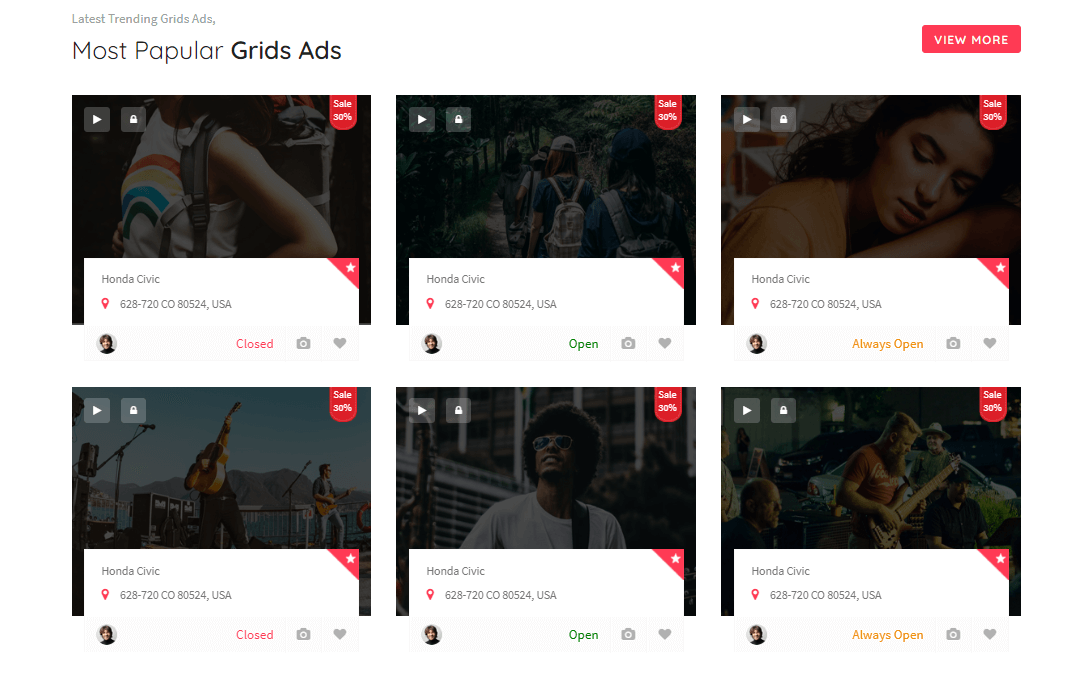 Latest Trending Grids Ads,
Most Papular Grids Ads
VIEW MORE
Sale
30%
Honda Civic
628-720 CO 80524, USA
Closed
Sale
30%
Honda Civic
628-720 CO 80524, USA
Open
Sale
30%
Honda Civic
628-720 CO 80524, USA
Always Open
Sale
30%
Honda Civic
628-720 CO 80524, USA
Closed
Sale
30%
Honda Civic
628-720 CO 80524, USA
Open
Sale
30%
Honda Civic
628-720 CO 80524, USA
Always Open